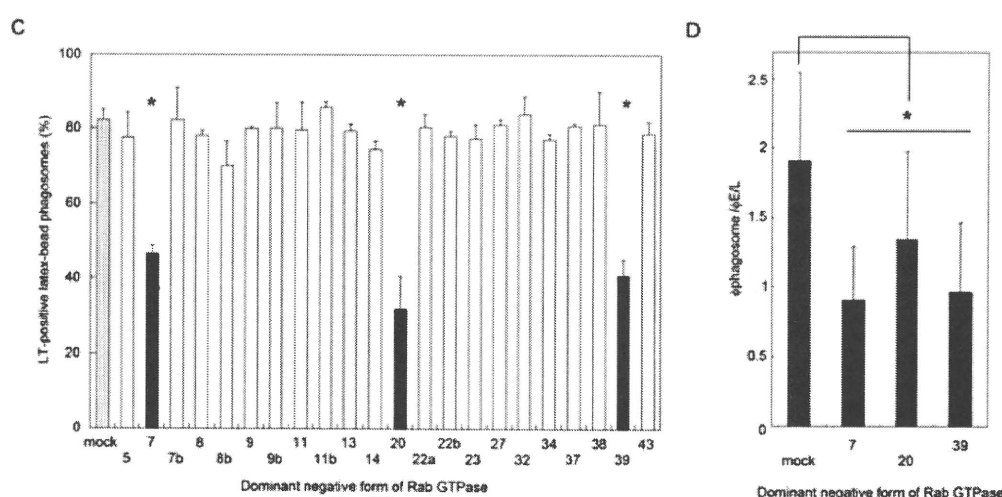 C
LT-positive latex-bead phagosomes (%)
100
80
60
40
20
0
* * *
mock 7 8 9 11 13 20 22b 27 34 38 43
5 7b 8b 9b 11b 14 22a 23 32 37 39
Dominant negative form of Rab GTPase
D
ϕphagosome /ϕE/L
2.5
2
1.5
1
0.5
0
*
7 39
mock 20
Dominant negative form of Rab GTPase